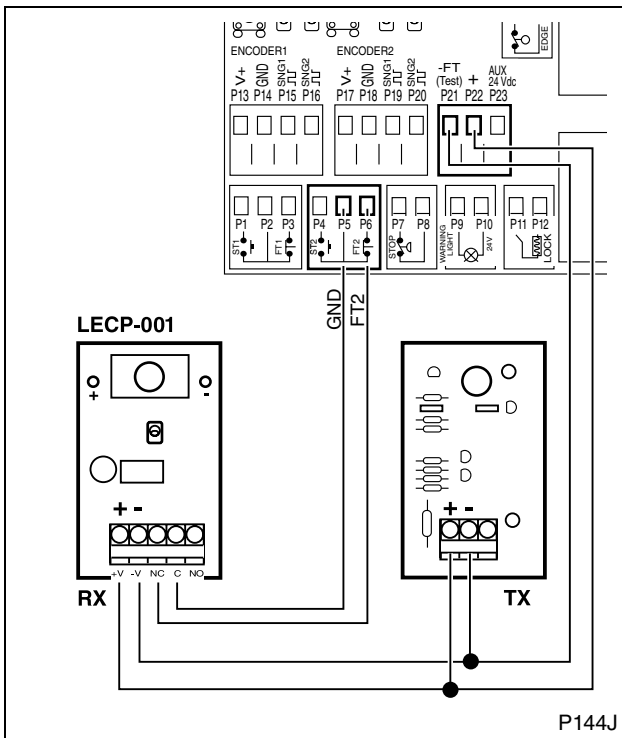 EDGE
ENCODER1 ENCODER2
V+ GND SNG1 SNG2 V+ GND SNG1 SNG2 -FT (Test) + AUX 24 Vdc
P13 P14 P15 P16 P17 P18 P19 P20 P21 P22 P23
P1 P2 P3 P4 P5 P6 P7 P8 P9 P10 P11 P12
ST1 FT1 ST2 FT2 STOP WARNING LIGHT 24V LOCK
GND FT2
LECP-001
+ -
+ -
+ -
+V -V NC C NO
RX TX
P144J